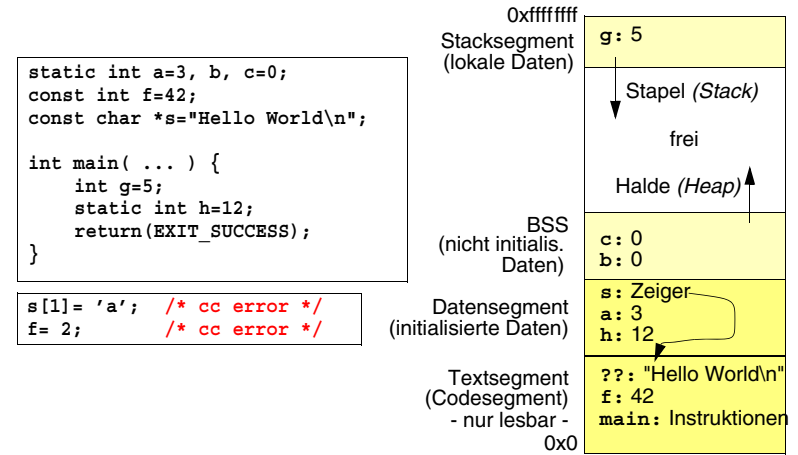 static int a=3, b, c=0;
const int f=42;
const char *s="Hello World\n";
int main( ... ) {
int g=5;
static int h=12;
return(EXIT_SUCCESS);
}
s[1]= 'a'; /* cc error */
f= 2; /* cc error */
0xffffffff
Stacksegment
(lokale Daten)
g: 5
Stapel (Stack)
frei
Halde (Heap)
BSS
(nicht initialis.
Daten)
c: 0
b: 0
Datensegment
(initialisierte Daten)
s: Zeiger
a: 3
h: 12
Textsegment
(Codesegment)
- nur lesbar -
0x0
??: "Hello World\n"
f: 42
main: Instruktionen